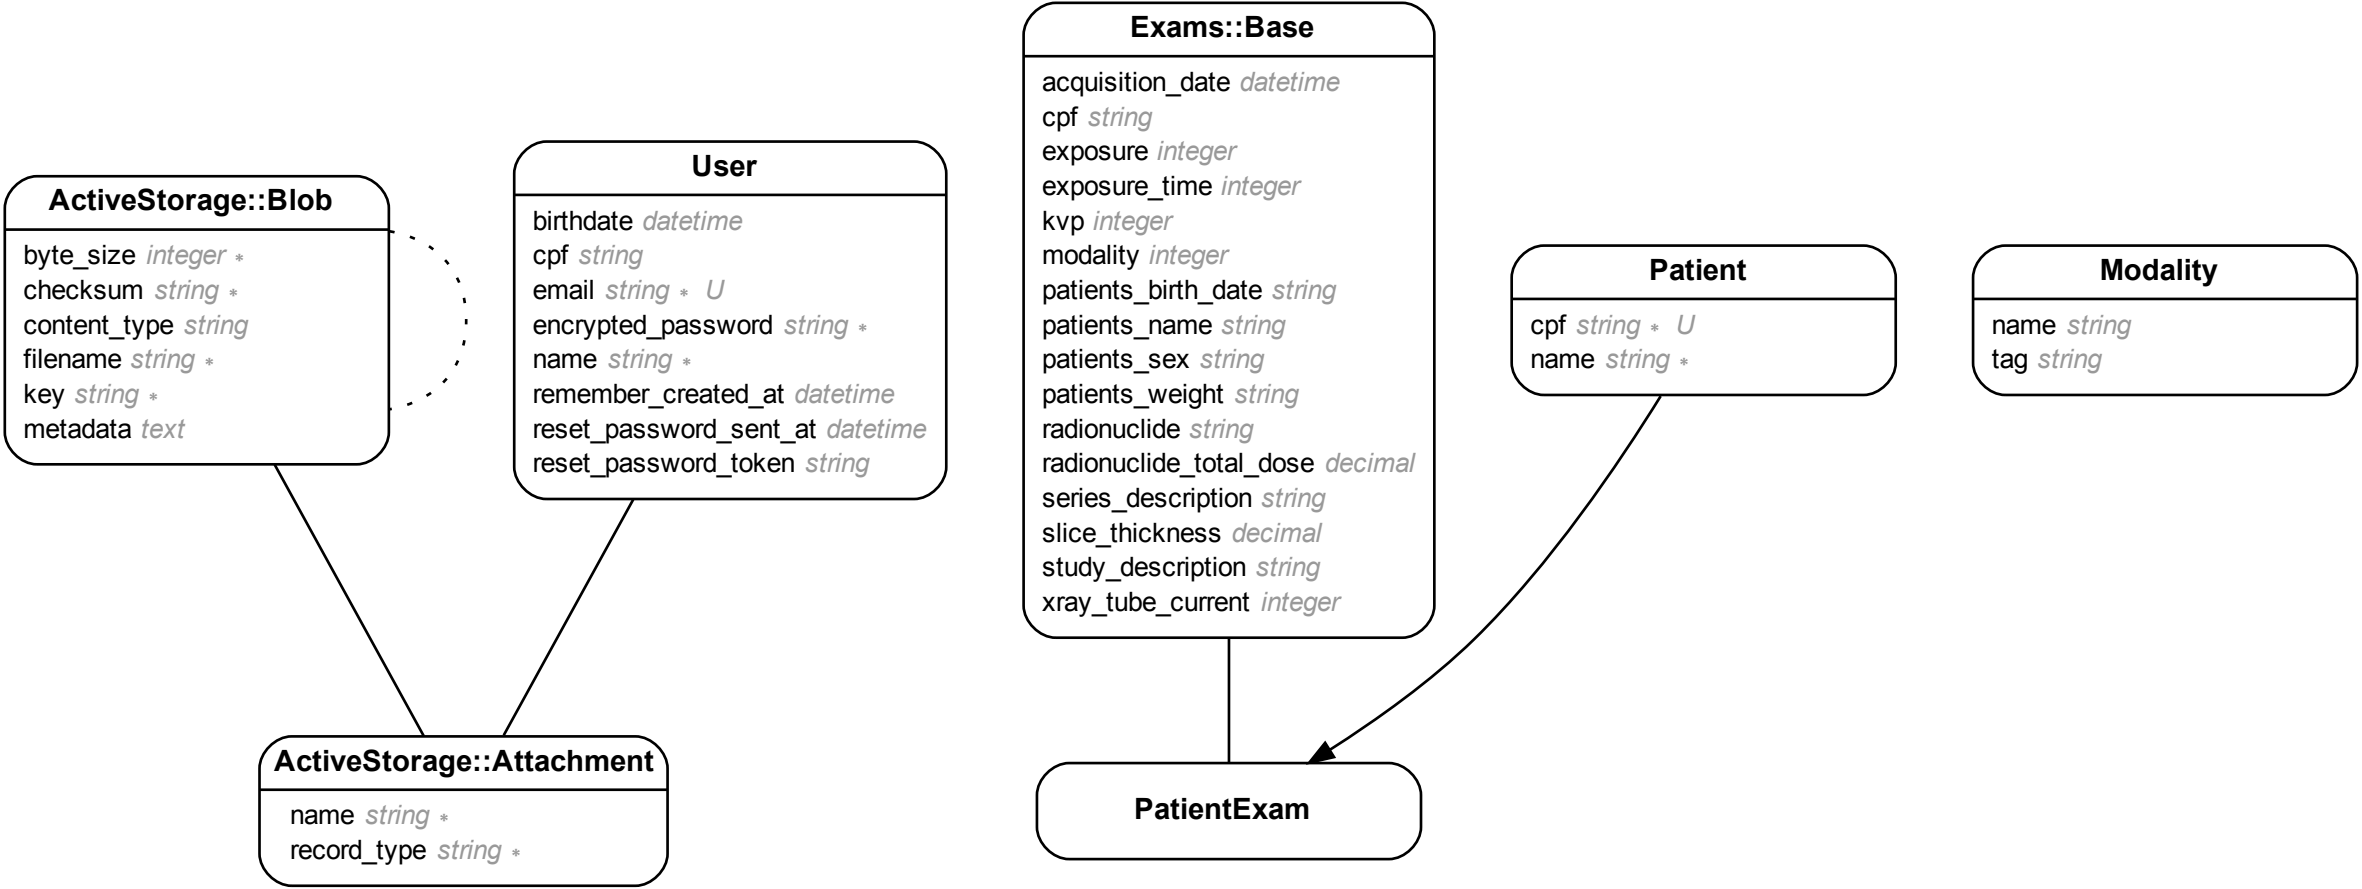 ActiveStorage::Blob
byte_size integer *
checksum string *
content_type string
filename string *
key string *
metadata text
User
birthdate datetime
cpf string
email string * U
encrypted_password string *
name string *
remember_created_at datetime
reset_password_sent_at datetime
reset_password_token string
Exams::Base
acquisition_date datetime
cpf string
exposure integer
exposure_time integer
kvp integer
modality integer
patients_birth_date string
patients_name string
patients_sex string
patients_weight string
radionuclide string
radionuclide_total_dose decimal
series_description string
slice_thickness decimal
study_description string
xray_tube_current integer
Patient
cpf string * U
name string *
Modality
name string
tag string
ActiveStorage::Attachment
name string *
record_type string *
PatientExam